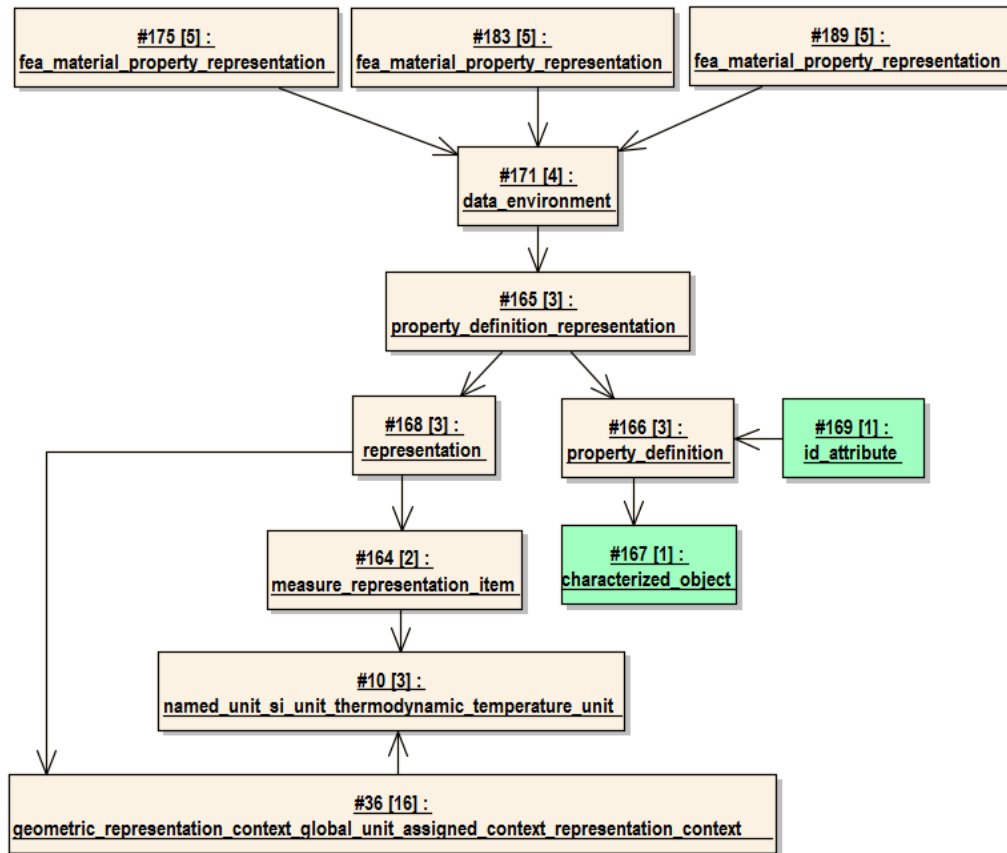 #175 [5] :
fea_material_property_representation
#183 [5] :
fea_material_property_representation
#189 [5] :
fea_material_property_representation
#171 [4] :
data_environment
#165 [3] :
property_definition_representation
#168 [3] :
representation
#166 [3] :
property_definition
#169 [1] :
id_attribute
#164 [2] :
measure_representation_item
#167 [1] :
characterized_object
#10 [3] :
named_unit_si_unit_thermodynamic_temperature_unit
#36 [16] :
geometric_representation_context_global_unit_assigned_context_representation_context